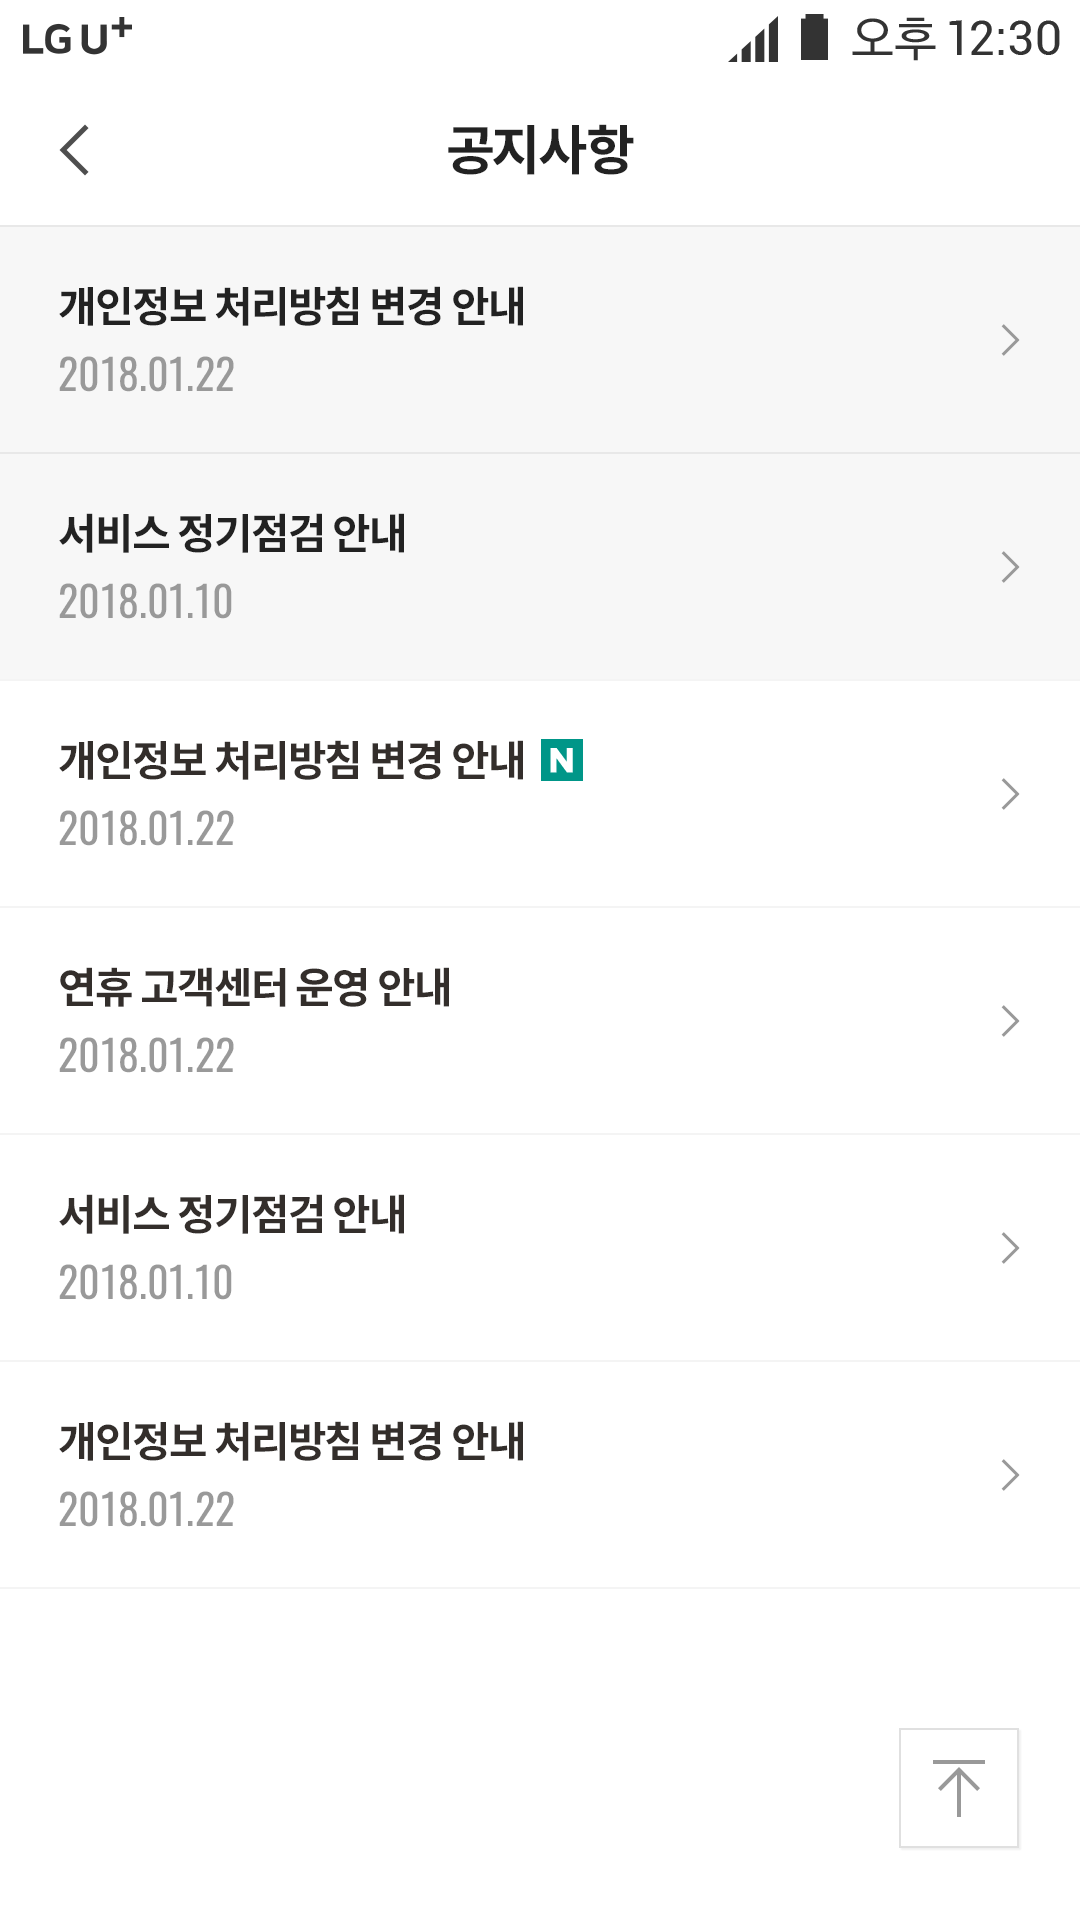 LG U+ 오후 12:30
공지사항
개인정보 처리방침 변경 안내
2018.01.22
서비스 정기점검 안내
2018.01.10
개인정보 처리방침 변경 안내 N
2018.01.22
연휴 고객센터 운영 안내
2018.01.22
서비스 정기점검 안내
2018.01.10
개인정보 처리방침 변경 안내
2018.01.22